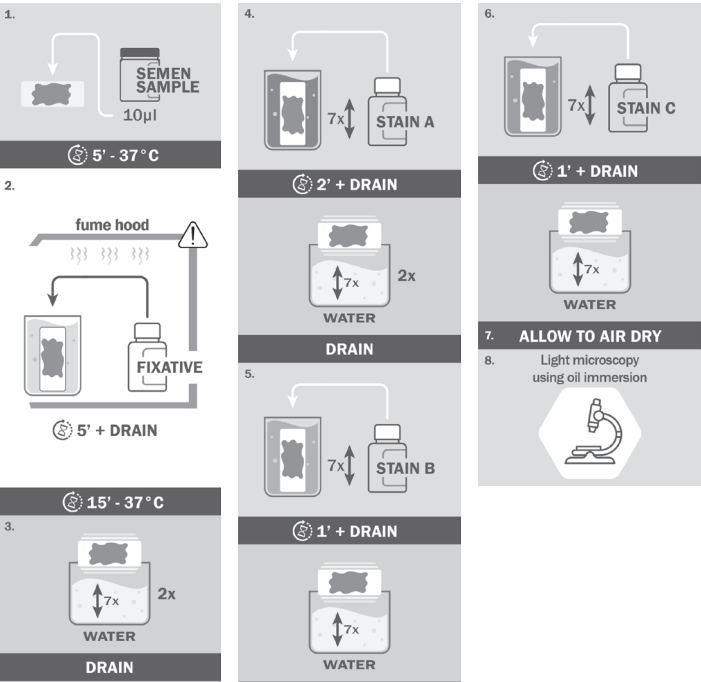 1.
SEMEN
SAMPLE
10µl
5’ - 37°C
2.
fume hood
FIXATIVE
5’ + DRAIN
15’ - 37°C
3.
7x
2x
WATER
DRAIN
4.
7x
STAIN A
2’ + DRAIN
7x
2x
WATER
DRAIN
5.
7x
STAIN B
1’ + DRAIN
7x
WATER
6.
7x
STAIN C
1’ + DRAIN
7x
WATER
7. ALLOW TO AIR DRY
8. Light microscopy
using oil immersion